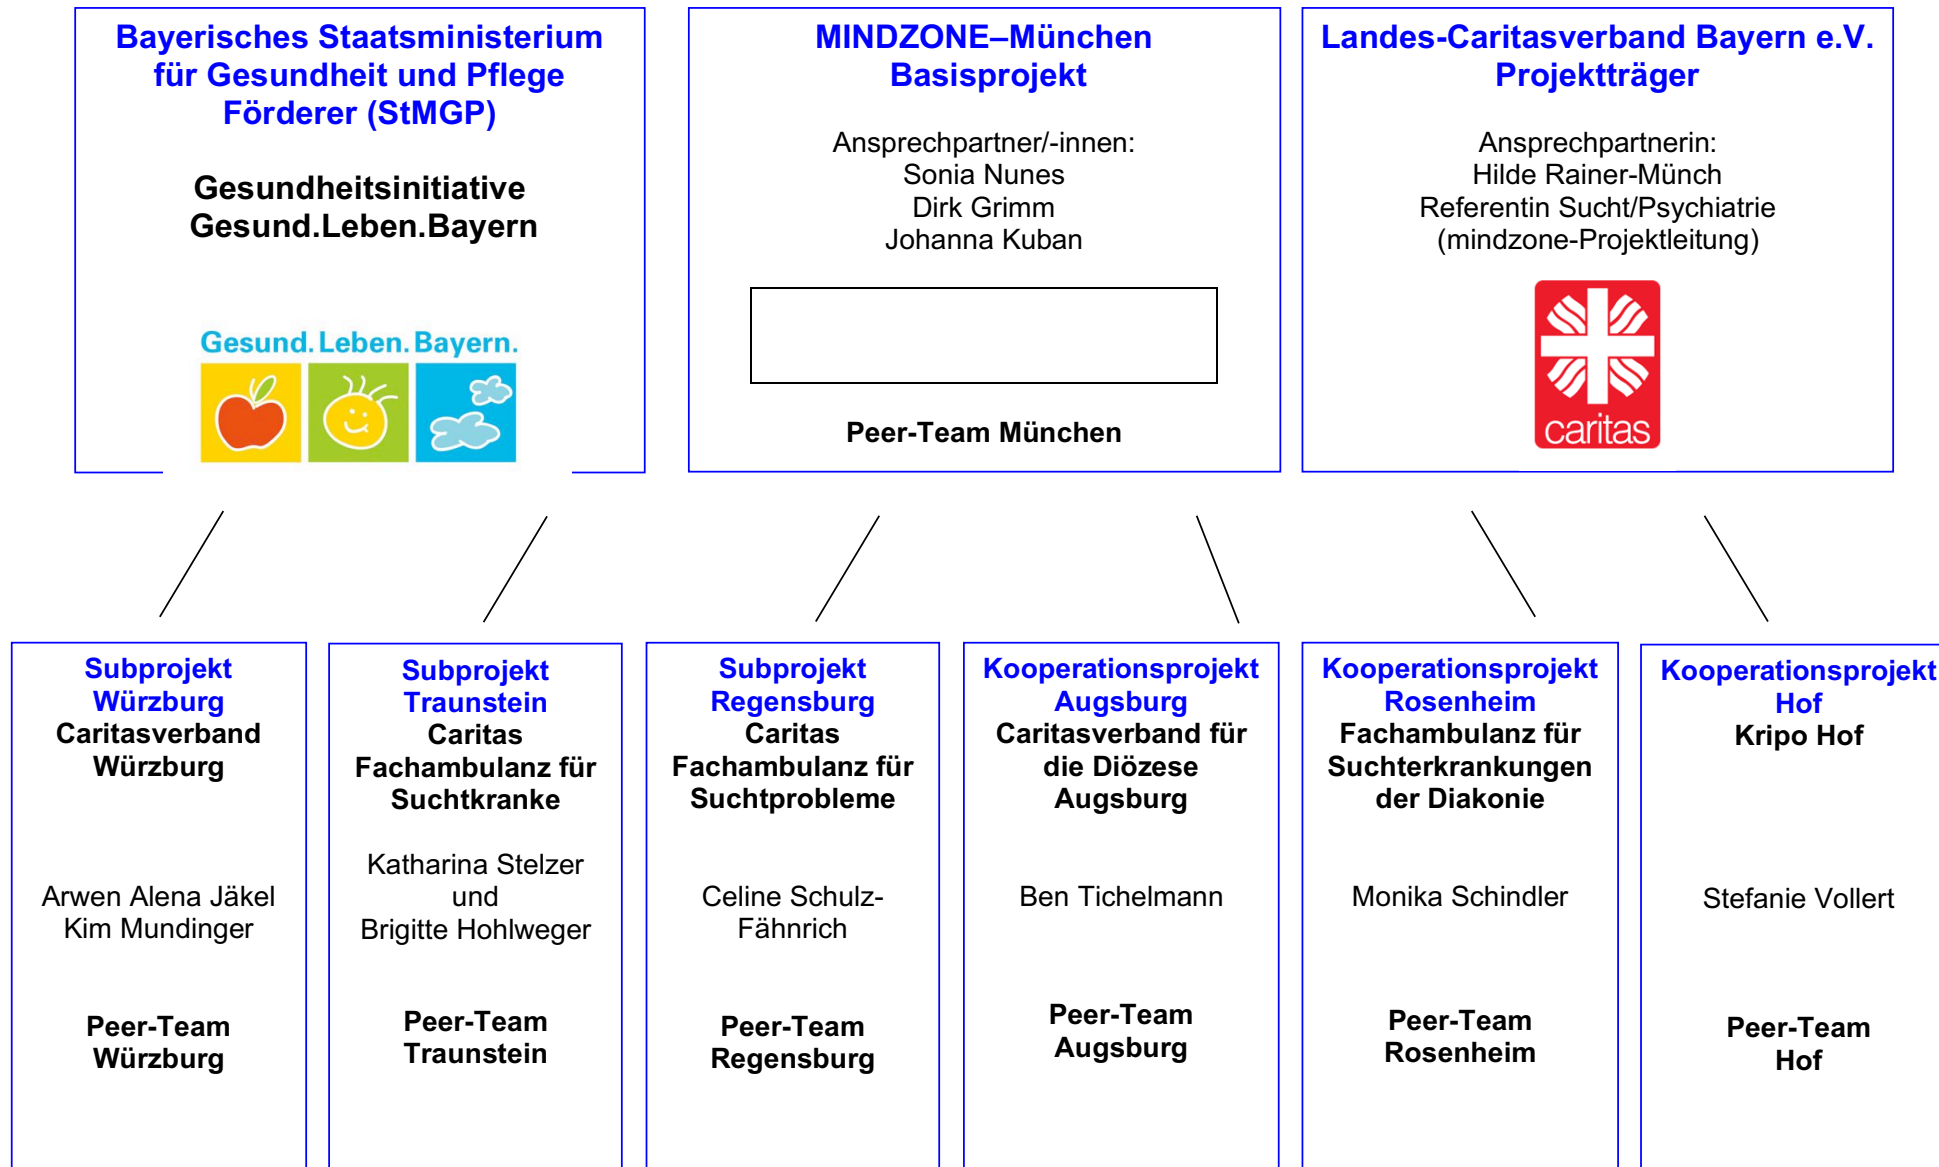 Bayerisches Staatsministerium
für Gesundheit und Pflege
Förderer (StMGP)
Gesundheitsinitiative
Gesund.Leben.Bayern
Gesund.Leben.Bayern.
MINDZONE–München
Basisprojekt
Ansprechpartner/-innen:
Sonia Nunes
Dirk Grimm
Johanna Kuban
Peer-Team München
Landes-Caritasverband Bayern e.V.
Projektträger
Ansprechpartnerin:
Hilde Rainer-Münch
Referentin Sucht/Psychiatrie
(mindzone-Projektleitung)
caritas
Subprojekt
Würzburg
Caritasverband
Würzburg
Arwen Alena Jäkel
Kim Mundinger
Peer-Team
Würzburg
Subprojekt
Traunstein
Caritas
Fachambulanz für
Suchtkranke
Katharina Stelzer
und
Brigitte Hohlweger
Peer-Team
Traunstein
Subprojekt
Regensburg
Caritas
Fachambulanz für
Suchtprobleme
Celine Schulz-
Fähnrich
Peer-Team
Regensburg
Kooperationsprojekt
Augsburg
Caritasverband für
die Diözese
Augsburg
Ben Tichelmann
Peer-Team
Augsburg
Kooperationsprojekt
Rosenheim
Fachambulanz für
Suchterkrankungen
der Diakonie
Monika Schindler
Peer-Team
Rosenheim
Kooperationsprojekt
Hof
Kripo Hof
Stefanie Vollert
Peer-Team
Hof